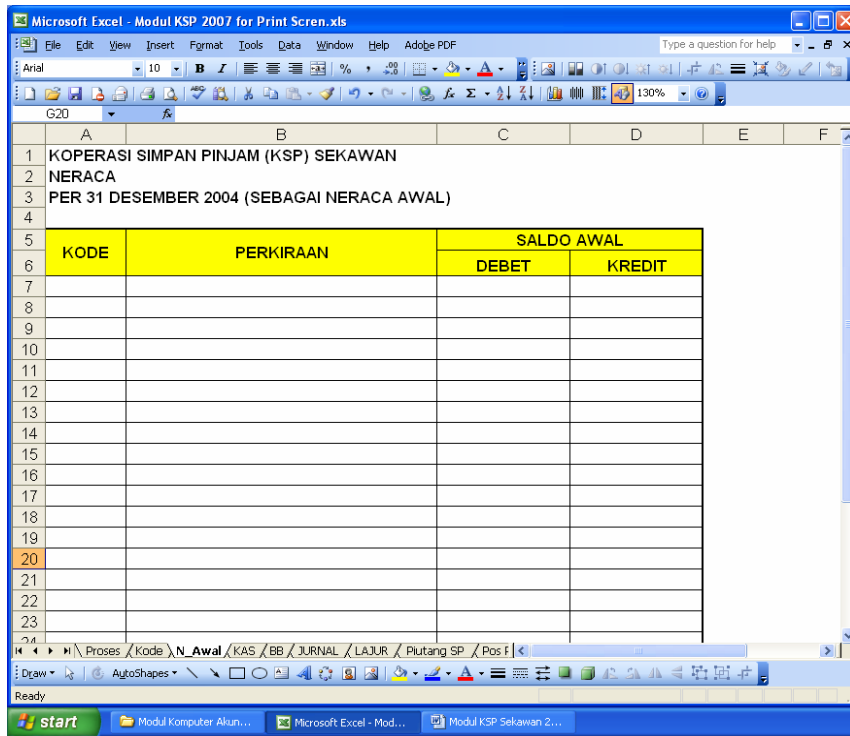 Microsoft Excel - Modul KSP 2007 for Print Scren.xls
File Edit View Insert Format Tools Data Window Help Adobe PDF Type a question for help
Arial 10 B I %
Σ 130%
G20 fx
A B C D E F
1 KOPERASI SIMPAN PINJAM (KSP) SEKAWAN
2 NERACA
3 PER 31 DESEMBER 2004 (SEBAGAI NERACA AWAL)
4
5 KODE PERKIRAAN SALDO AWAL
6 DEBET KREDIT
7
8
9
10
11
12
13
14
15
16
17
18
19
20
21
22
23
24
Proses Kode N_Awal KAS BB JURNAL LAJUR Piutang SP Pos
Draw AutoShapes
Ready
start Modul Komputer Akun... Microsoft Excel - Mod... Modul KSP Sekawan 2...